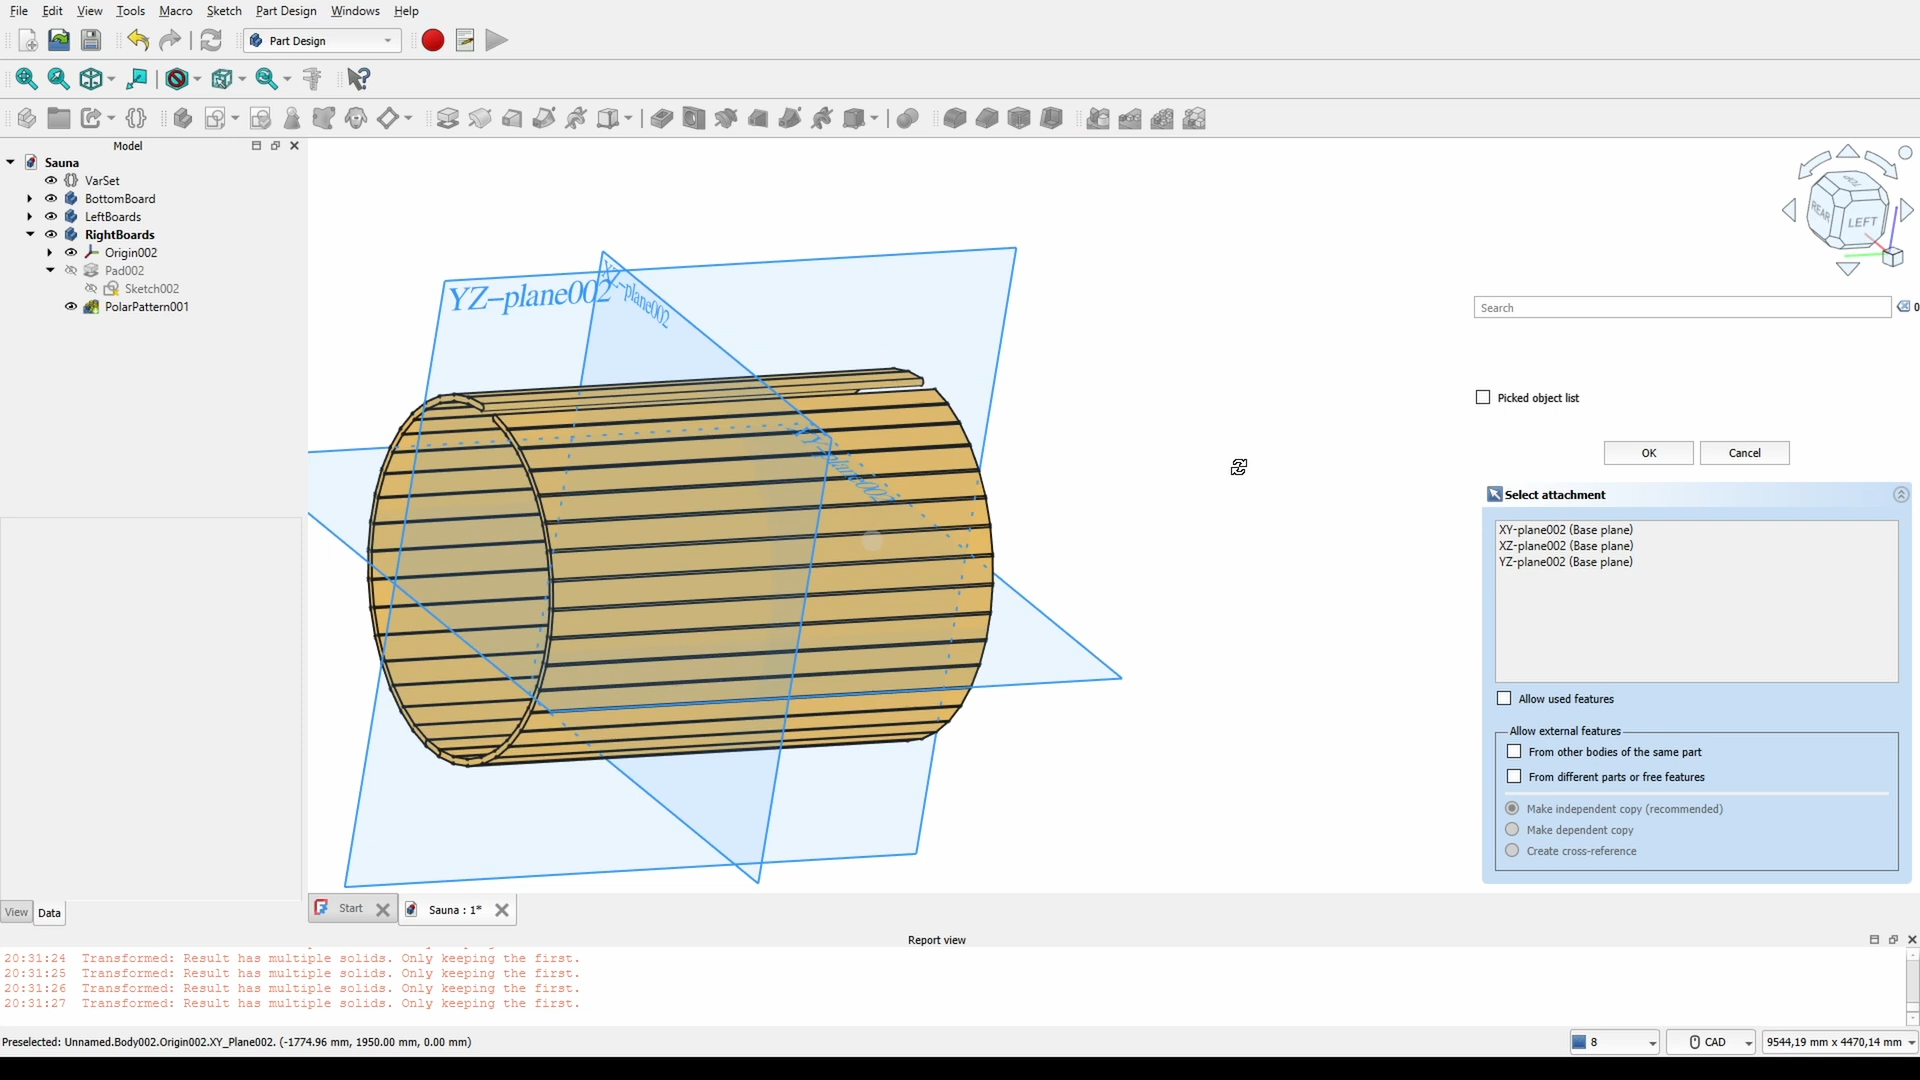 File Edit View Tools Macro Sketch Part Design Windows Help
Part Design
Model
Sauna
VarSet
BottomBoard
LeftBoards
RightBoards
Origin002
Pad002
Sketch002
PolarPattern001
YZ-plane002
XZ-plane002
XY-plane002
TOP
REAR
LEFT
Search
0
Picked object list
OK Cancel
Select attachment
XY-plane002 (Base plane)
XZ-plane002 (Base plane)
YZ-plane002 (Base plane)
Allow used features
Allow external features
From other bodies of the same part
From different parts or free features
Make independent copy (recommended)
Make dependent copy
Create cross-reference
View Data
Start Sauna : 1*
Report view
20:31:24 Transformed: Result has multiple solids. Only keeping the first.
20:31:25 Transformed: Result has multiple solids. Only keeping the first.
20:31:26 Transformed: Result has multiple solids. Only keeping the first.
20:31:27 Transformed: Result has multiple solids. Only keeping the first.
Preselected: Unnamed.Body002.Origin002.XY_Plane002. (-1774.96 mm, 1950.00 mm, 0.00 mm)
8 CAD 9544,19 mm x 4470,14 mm